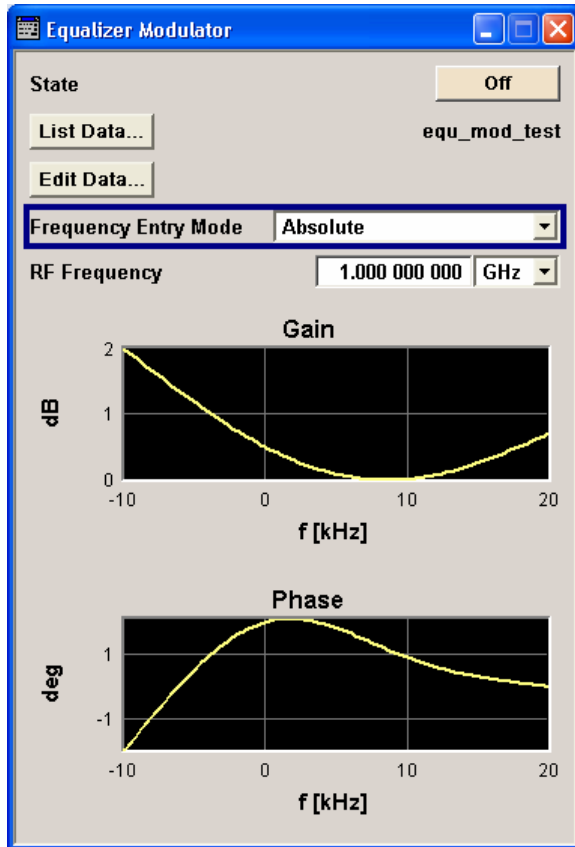 Equalizer Modulator
State Off
List Data... equ_mod_test
Edit Data...
Frequency Entry Mode Absolute
RF Frequency 1.000 000 000 GHz
Gain
2
dB
1
0
-10 0 10 20
f [kHz]
Phase
1
deg
-1
-10 0 10 20
f [kHz]